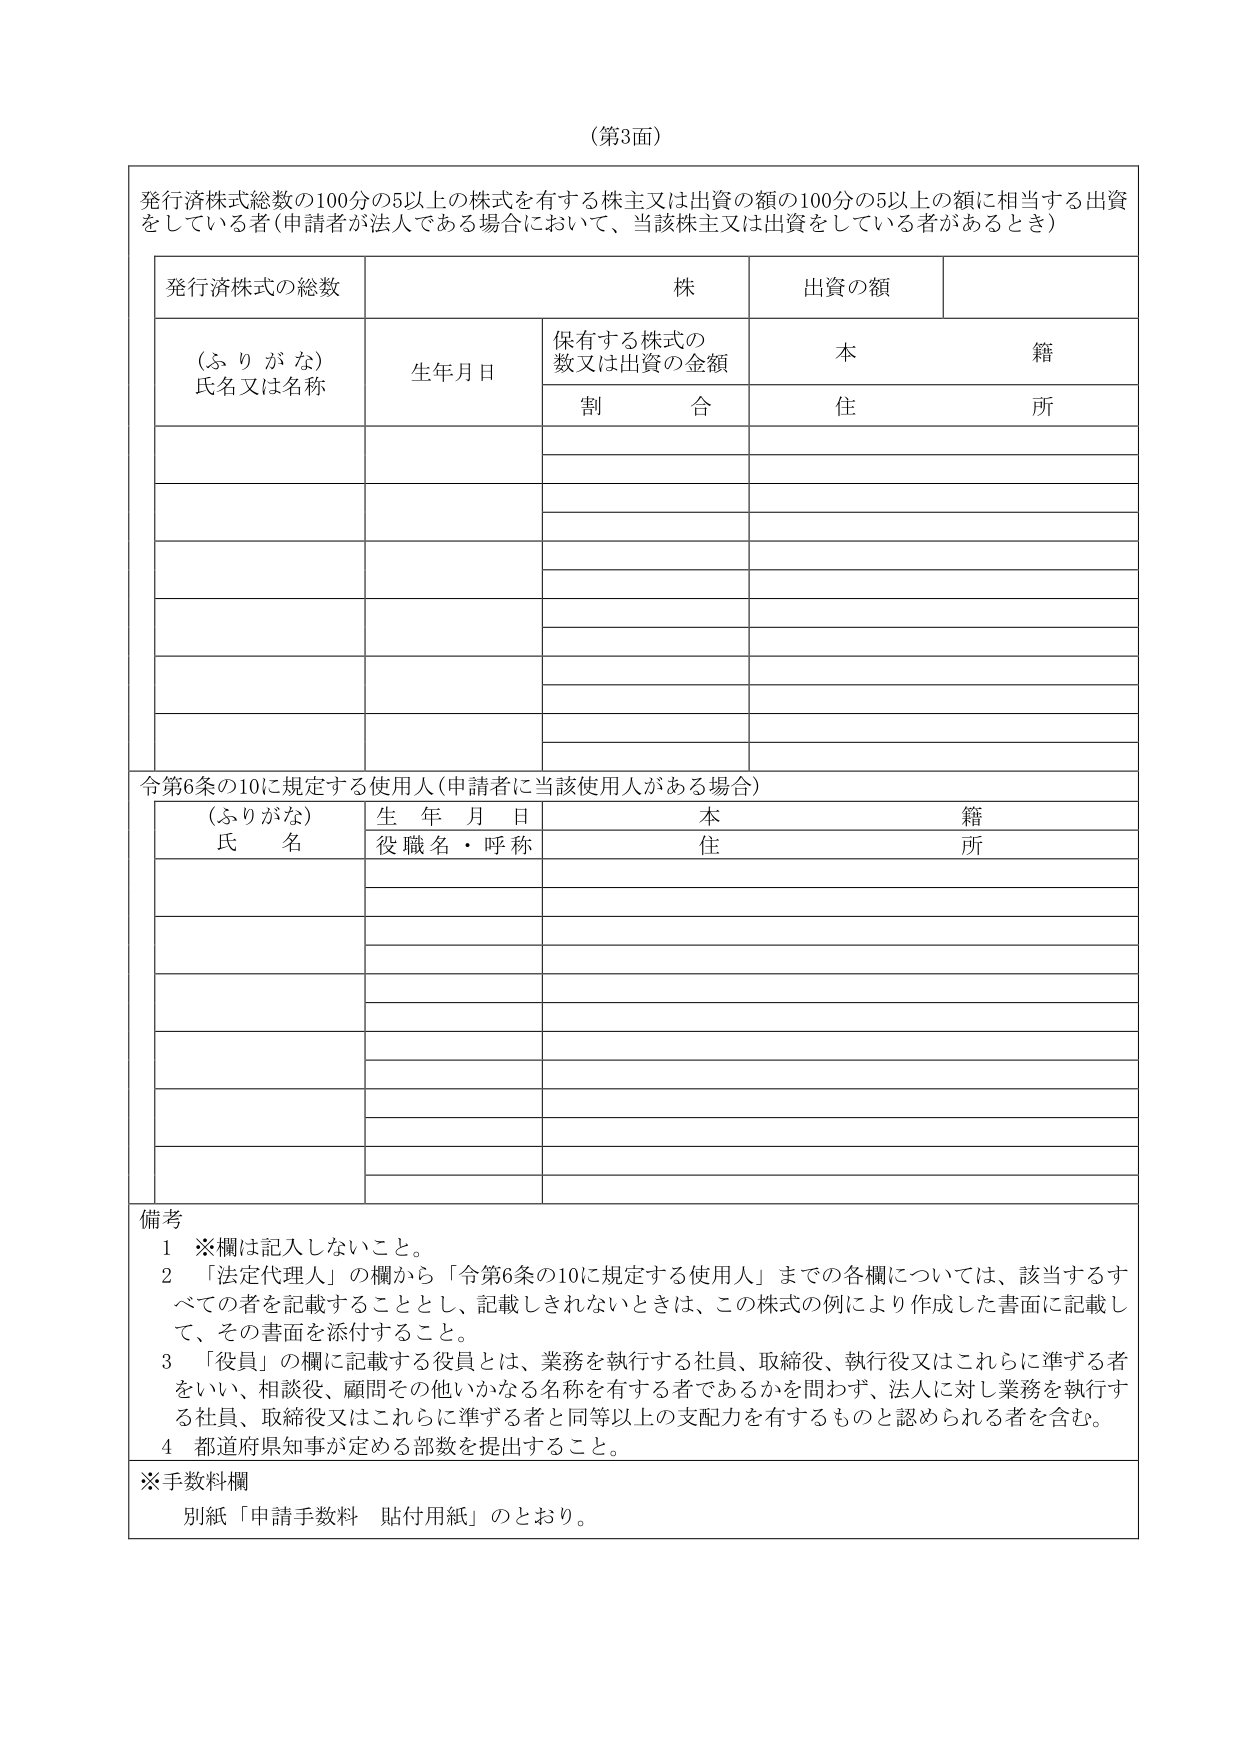 （第3面）
発行済株式総数の100分の5以上の株式を有する株主又は出資の額の100分の5以上の額に相当する出資
をしている者(申請者が法人である場合において、当該株主又は出資をしている者があるとき)
発行済株式の総数 株 出資の額
(ふりがな)
氏名又は名称
生年月日
保有する株式の
数又は出資の金額
本 籍
割 合
住 所
令第6条の10に規定する使用人(申請者に当該使用人がある場合)
(ふりがな)
氏 名
生 年 月 日
本 籍
役職名・呼称
住 所
備考
1 ※欄は記入しないこと。
2 「法定代理人」の欄から「令第6条の10に規定する使用人」までの各欄については、該当するす
べての者を記載することとし、記載しきれないときは、この株式の例により作成した書面に記載し
て、その書面を添付すること。
3 「役員」の欄に記載する役員とは、業務を執行する社員、取締役、執行役又はこれらに準ずる者
をいい、相談役、顧問その他いかなる名称を有する者であるかを問わず、法人に対し業務を執行す
る社員、取締役又はこれらに準ずる者と同等以上の支配力を有するものと認められる者を含む。
4 都道府県知事が定める部数を提出すること。
※手数料欄
別紙「申請手数料 貼付用紙」のとおり。